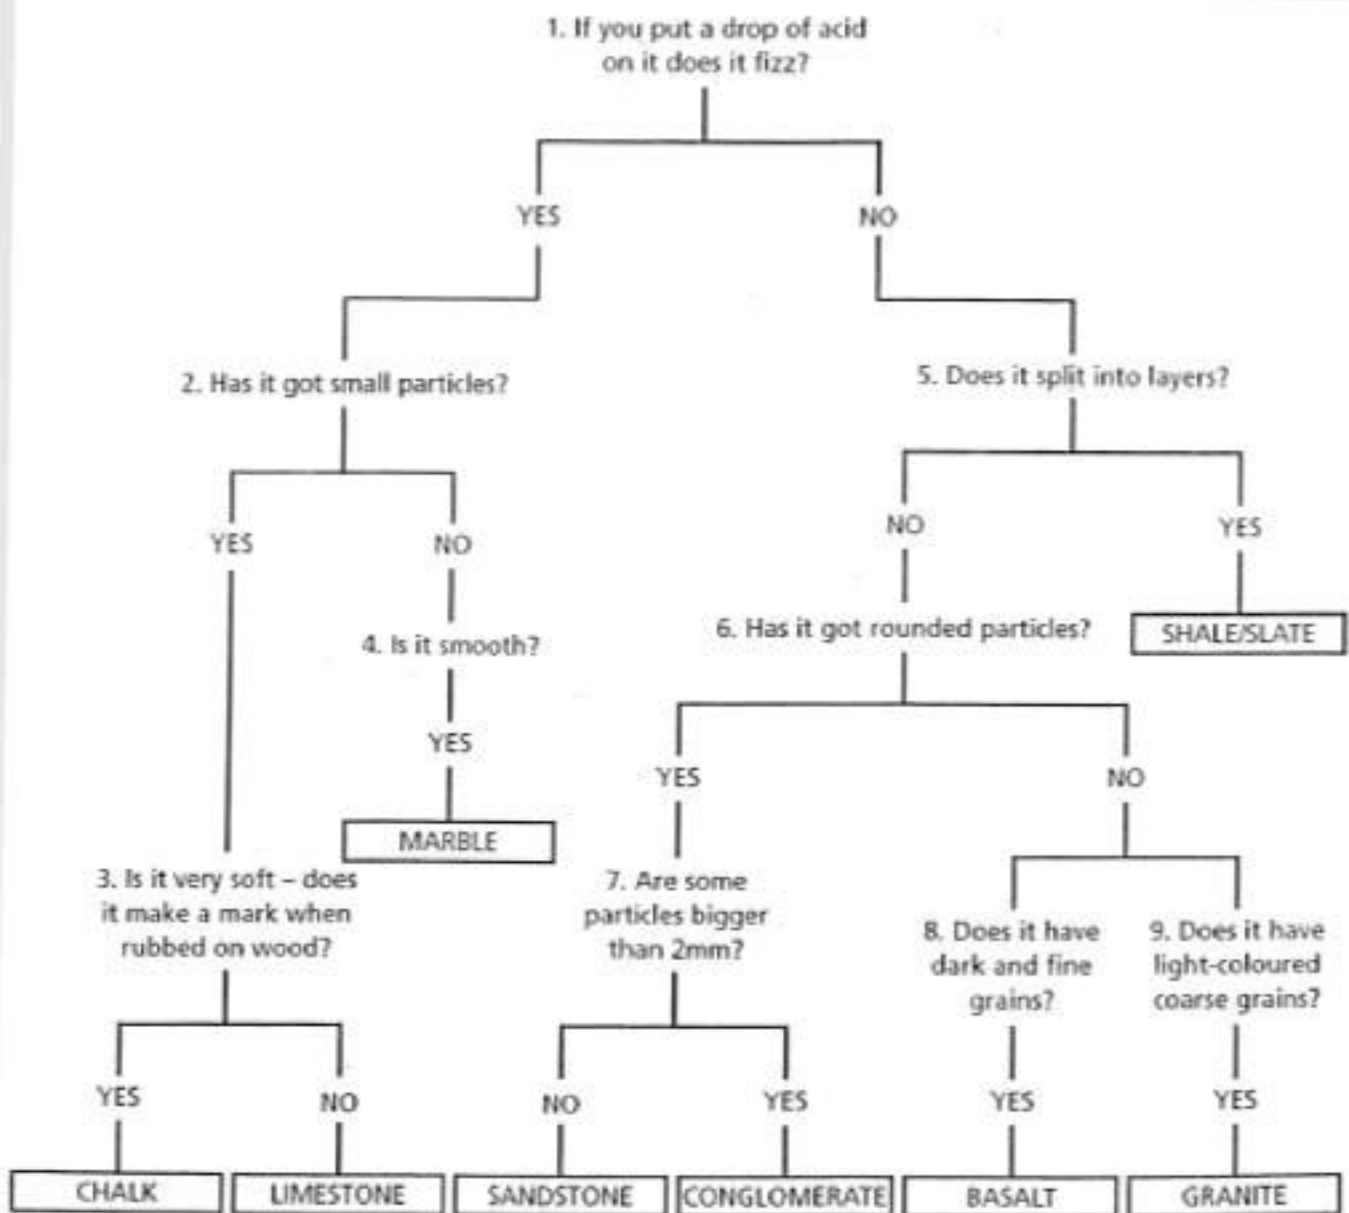 1. If you put a drop of acid
on it does it fizz?
YES
NO
2. Has it got small particles?
5. Does it split into layers?
YES
NO
NO
YES
4. Is it smooth?
6. Has it got rounded particles?
SHALE/SLATE
YES
YES
NO
MARBLE
3. Is it very soft – does
it make a mark when
rubbed on wood?
7. Are some
particles bigger
than 2mm?
8. Does it have
dark and fine
grains?
9. Does it have
light-coloured
coarse grains?
YES
NO
NO
YES
YES
YES
CHALK
LIMESTONE
SANDSTONE
CONGLOMERATE
BASALT
GRANITE